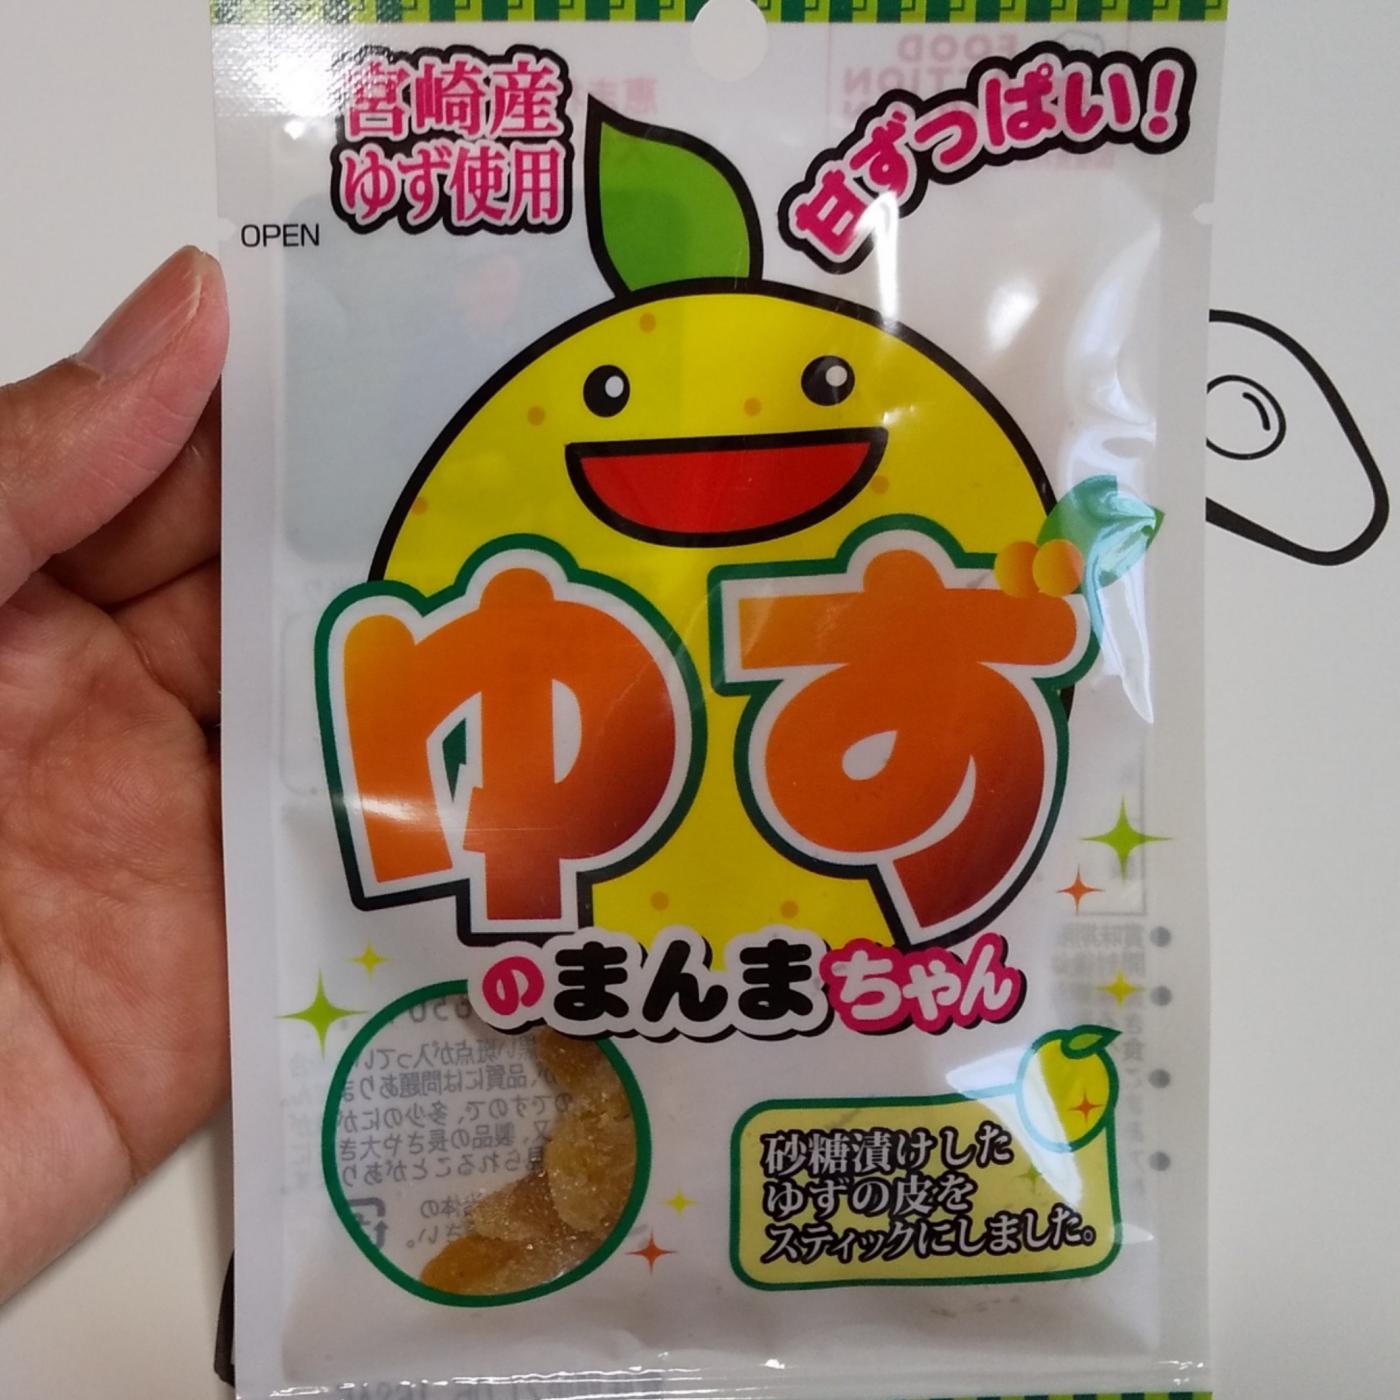 宮崎産
ゆず使用
甘ずっぱい!
OPEN
ゆず
のまんまちゃん
砂糖漬けした
ゆずの皮を
スティックにしました。